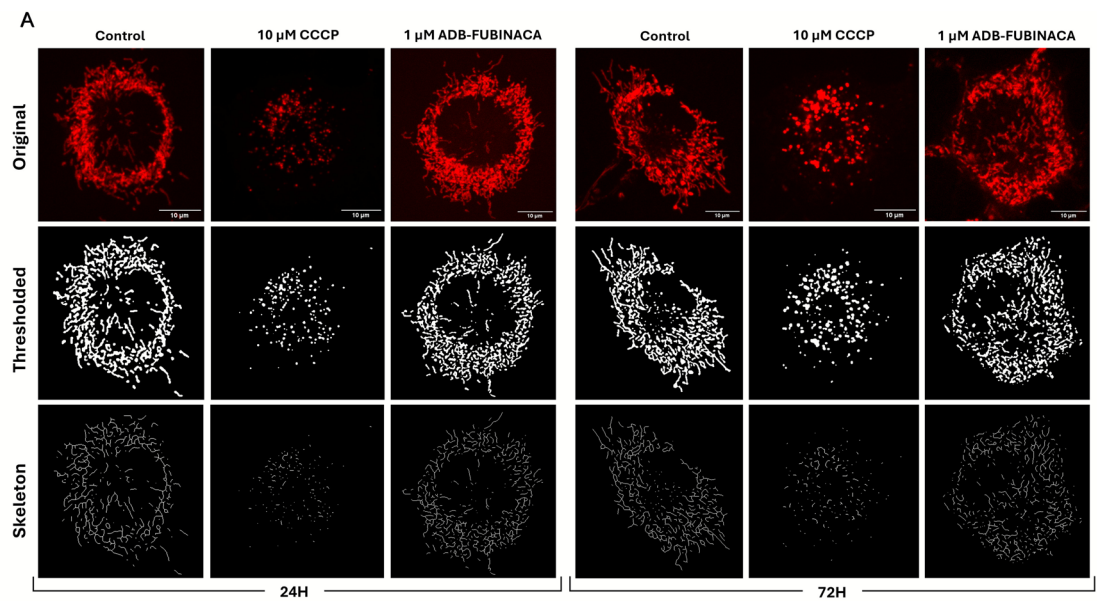 A
Control 10 µM CCCP 1 µM ADB-FUBINACA Control 10 µM CCCP 1 µM ADB-FUBINACA
Original
10 µm 10 µm 10 µm 10 µm 10 µm 10 µm
Thresholded
Skeleton
24H 72H